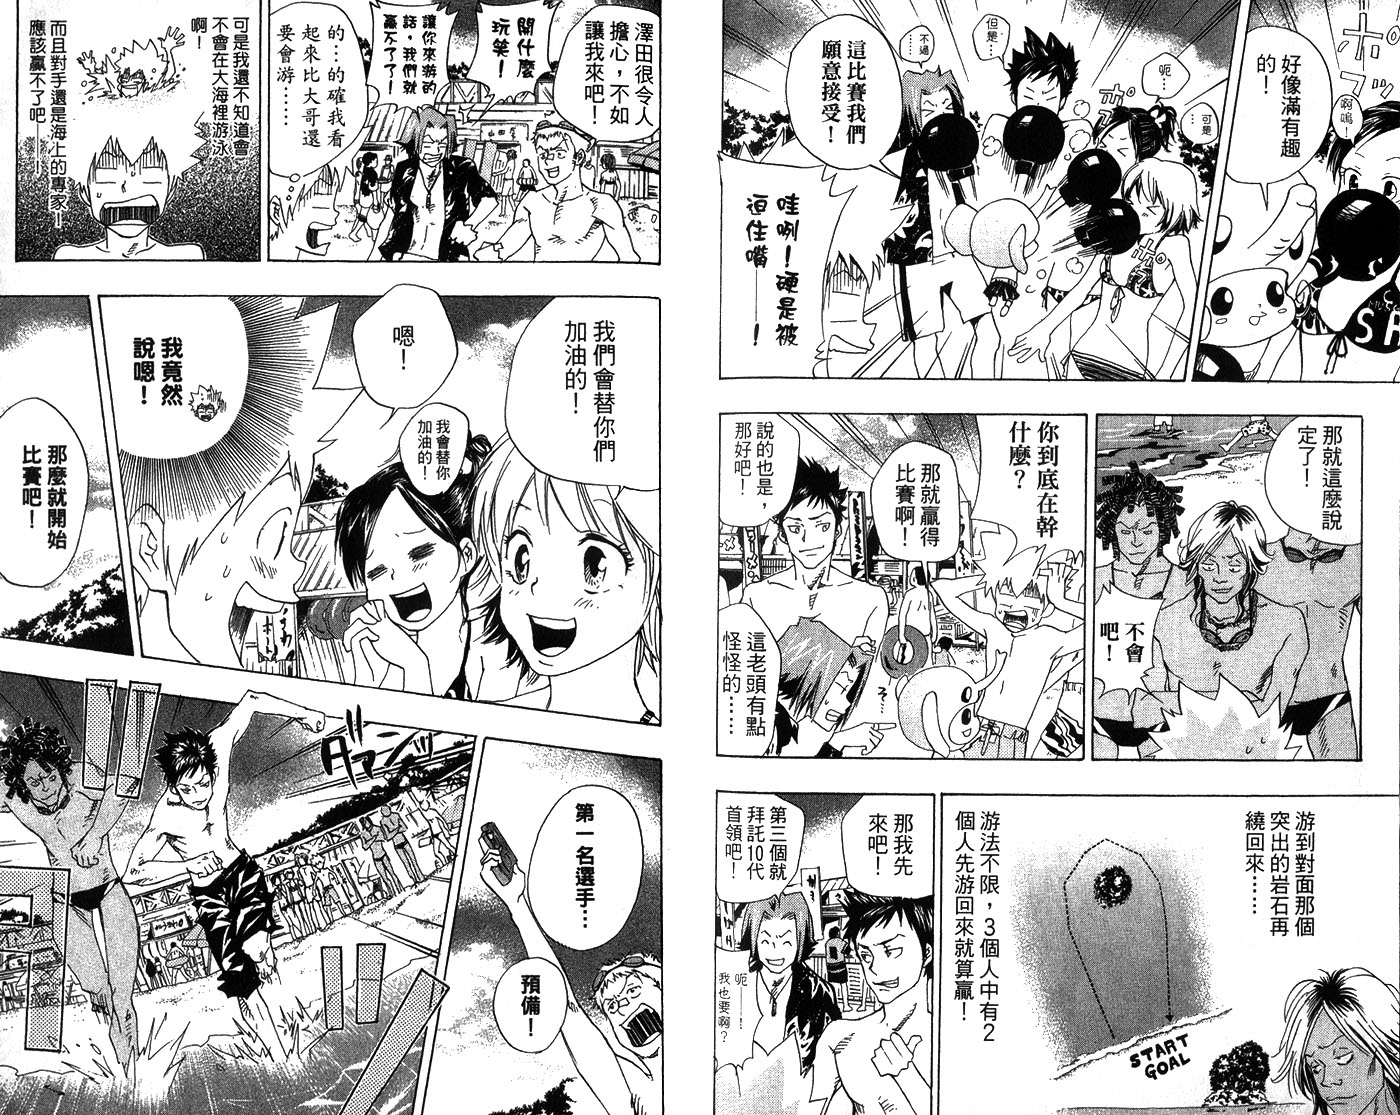 好像滿有趣
的！
啊嗚！
可是
…
呃…
但是…
不過
…
這比賽我們
願意接受！
哇咧！硬是被
逗住嘴
——！
那就這麼說
定了！
不會
吧！
你到底在幹
什麼？
那就贏得
比賽啊！
說的也是，
那好吧！
這老頭有點
怪怪的……
游到對面那個
突出的岩石再
繞回來……
游法不限，3個人中有2
個人先游回來就算贏！
START
GOAL
那我先
來吧！
第三個就
拜託10代
首領吧！
呃——！
我也要啊？
澤田很令人
擔心，不如
讓我來吧！
開什麼
玩笑！
讓你來游的
話，我們就
贏不了了！
的…的確我看
起來比大哥還
要會游……
可是我還不知道會
不會在大海裡游泳
啊！
而且對手還是海上的專家！
應該贏不了吧——！
我們會替你們
加油的！
我會替你
加油的！
嗯！
我竟然
說嗯！
那麼就開始
比賽吧！
第一名選手…
預備！